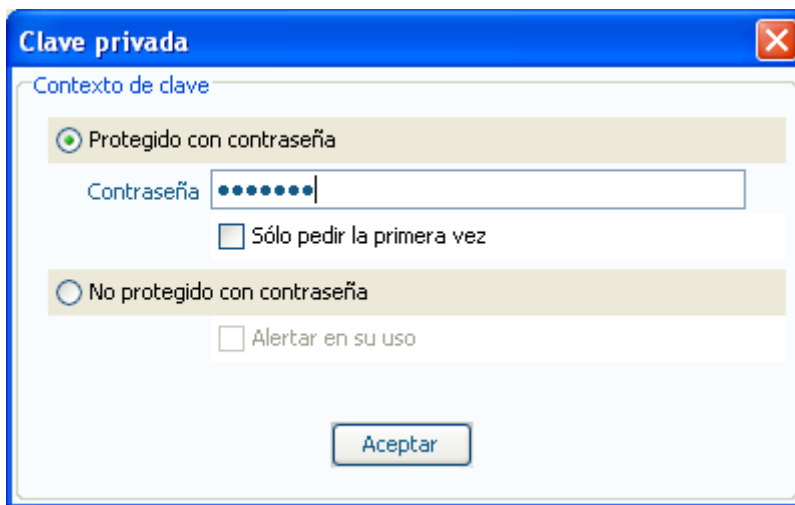 Clave privada
Contexto de clave
Protegido con contraseña
Contraseña •••••••
Sólo pedir la primera vez
No protegido con contraseña
Alertar en su uso
Aceptar